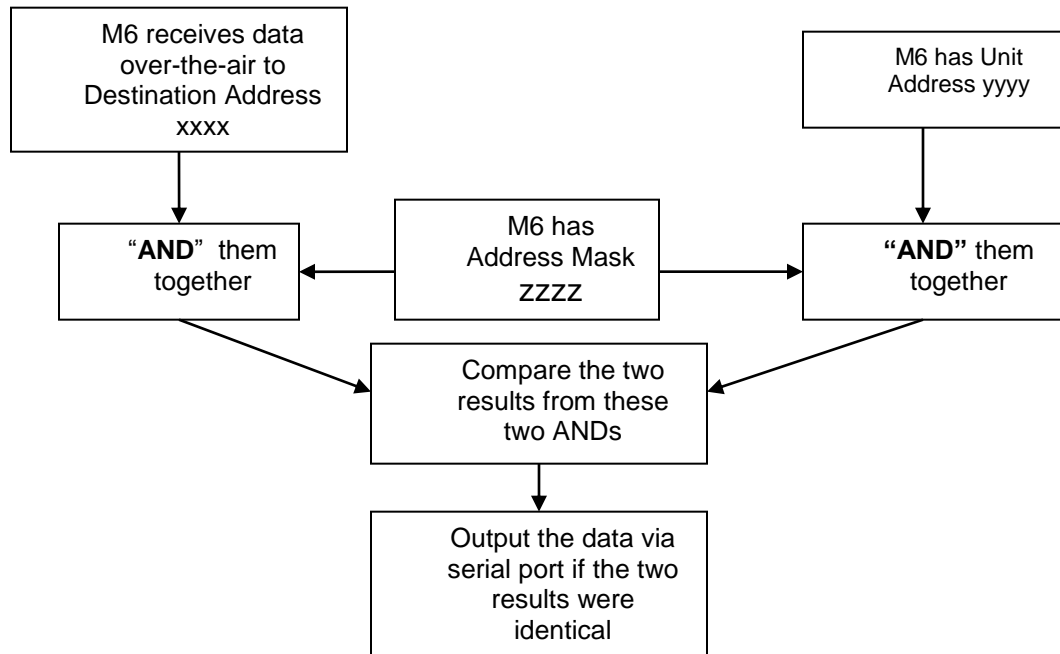 M6 receives data
over-the-air to
Destination Address
xxxx
M6 has Unit
Address yyyy
“AND” them
together
M6 has
Address Mask
zzzz
“AND” them
together
Compare the two
results from these
two ANDs
Output the data via
serial port if the two
results were
identical